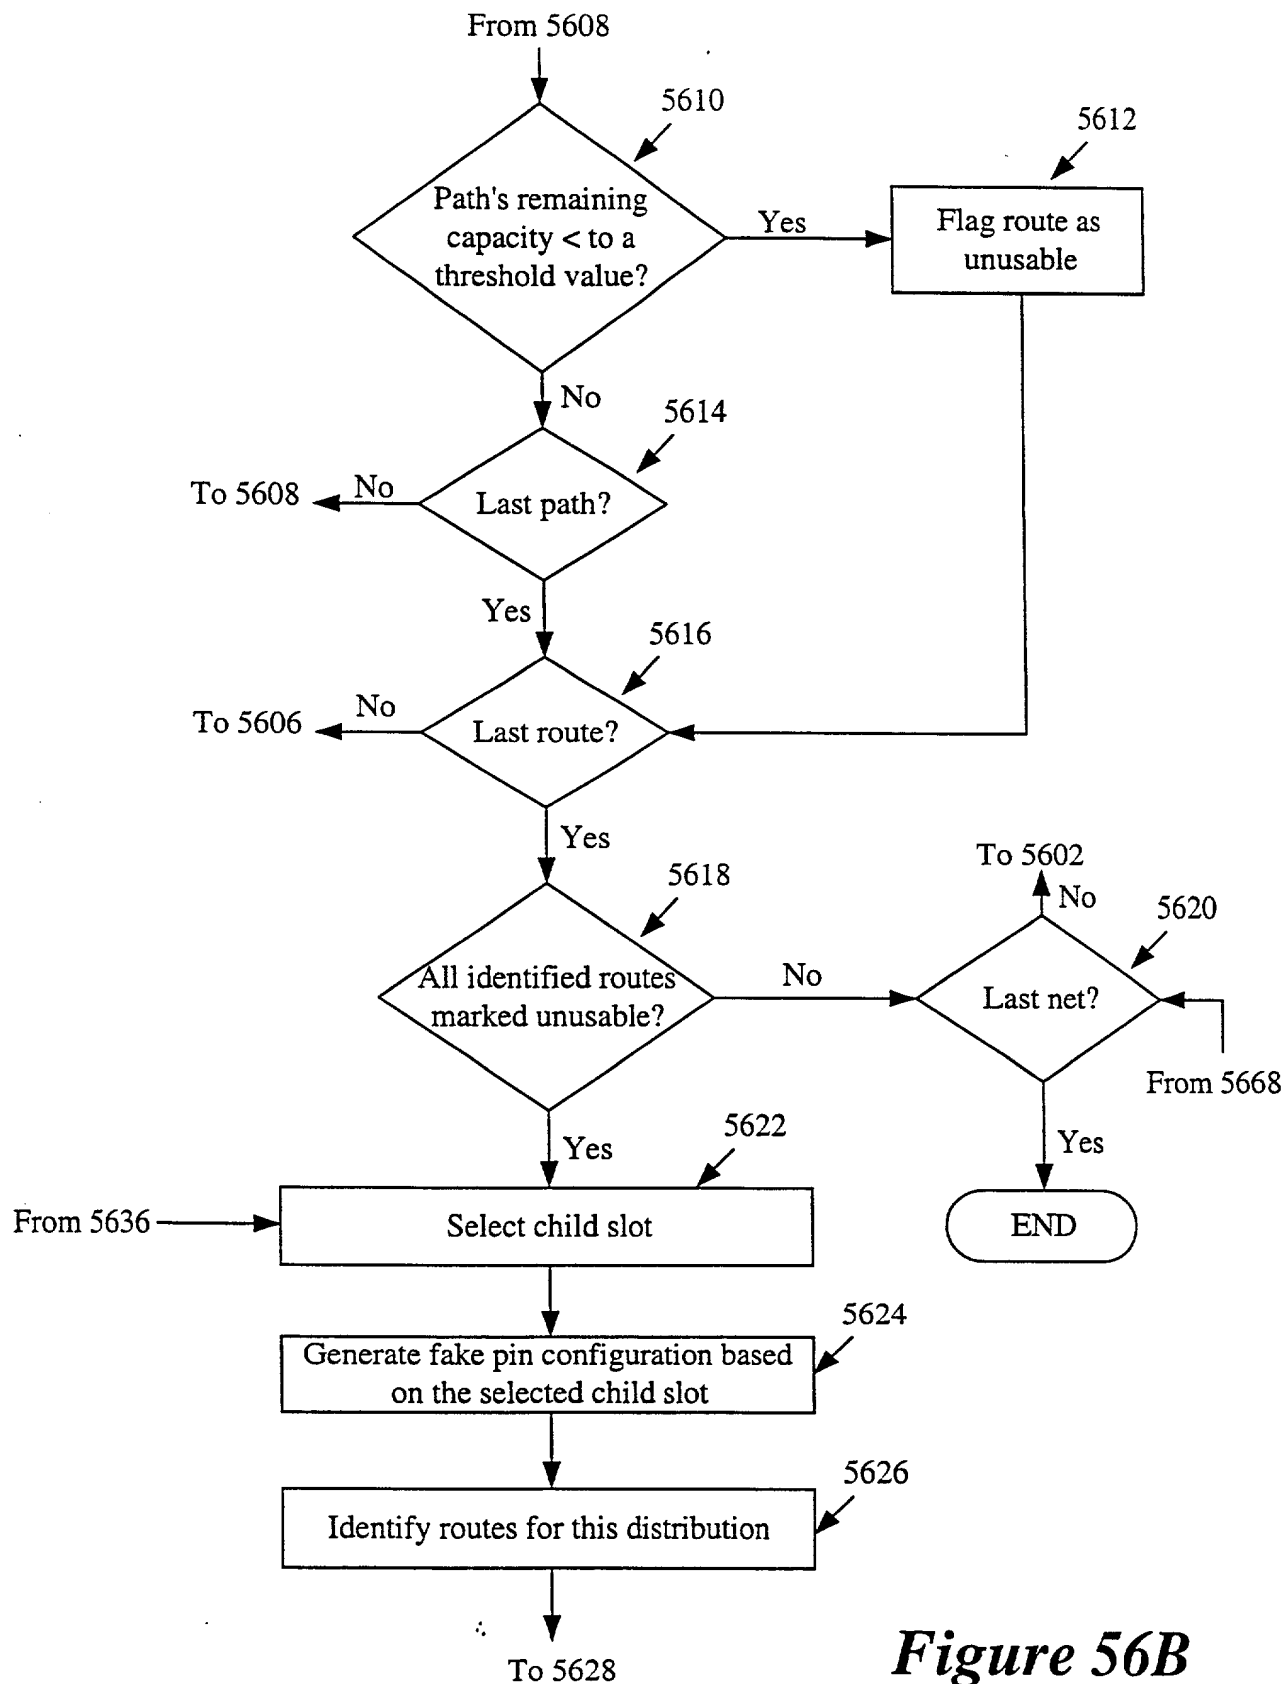 From 5608
5610
5612
Path's remaining
capacity < to a
threshold value?
Yes
Flag route as
unusable
No
5614
To 5608
No
Last path?
Yes
5616
To 5606
No
Last route?
Yes
To 5602
No
5618
5620
All identified routes
marked unusable?
No
Last net?
From 5668
Yes
5622
Yes
From 5636
Select child slot
END
5624
Generate fake pin configuration based
on the selected child slot
5626
Identify routes for this distribution
To 5628
Figure 56B